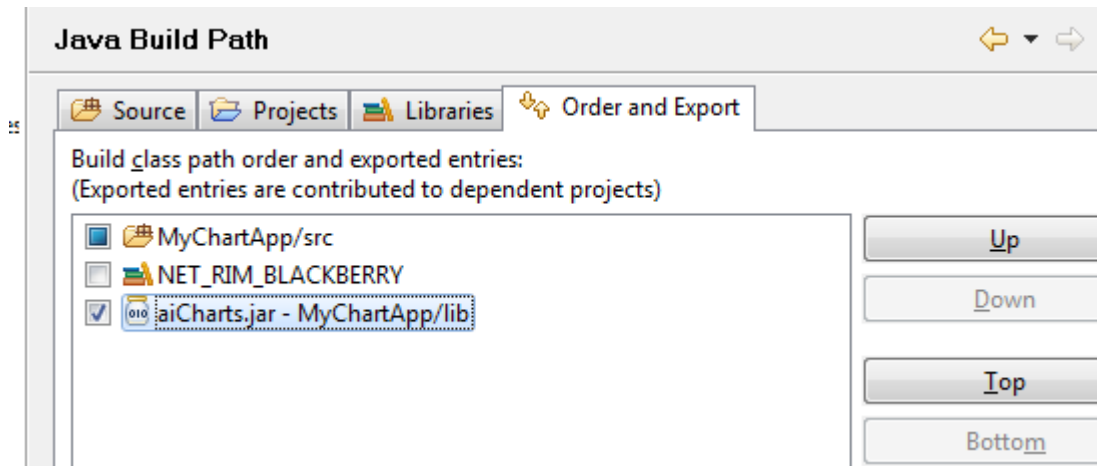 Java Build Path
Source Projects Libraries Order and Export
es
Build class path order and exported entries:
(Exported entries are contributed to dependent projects)
MyChartApp/src
Up
NET_RIM_BLACKBERRY
Down
aiCharts.jar - MyChartApp/lib
Top
Bottom